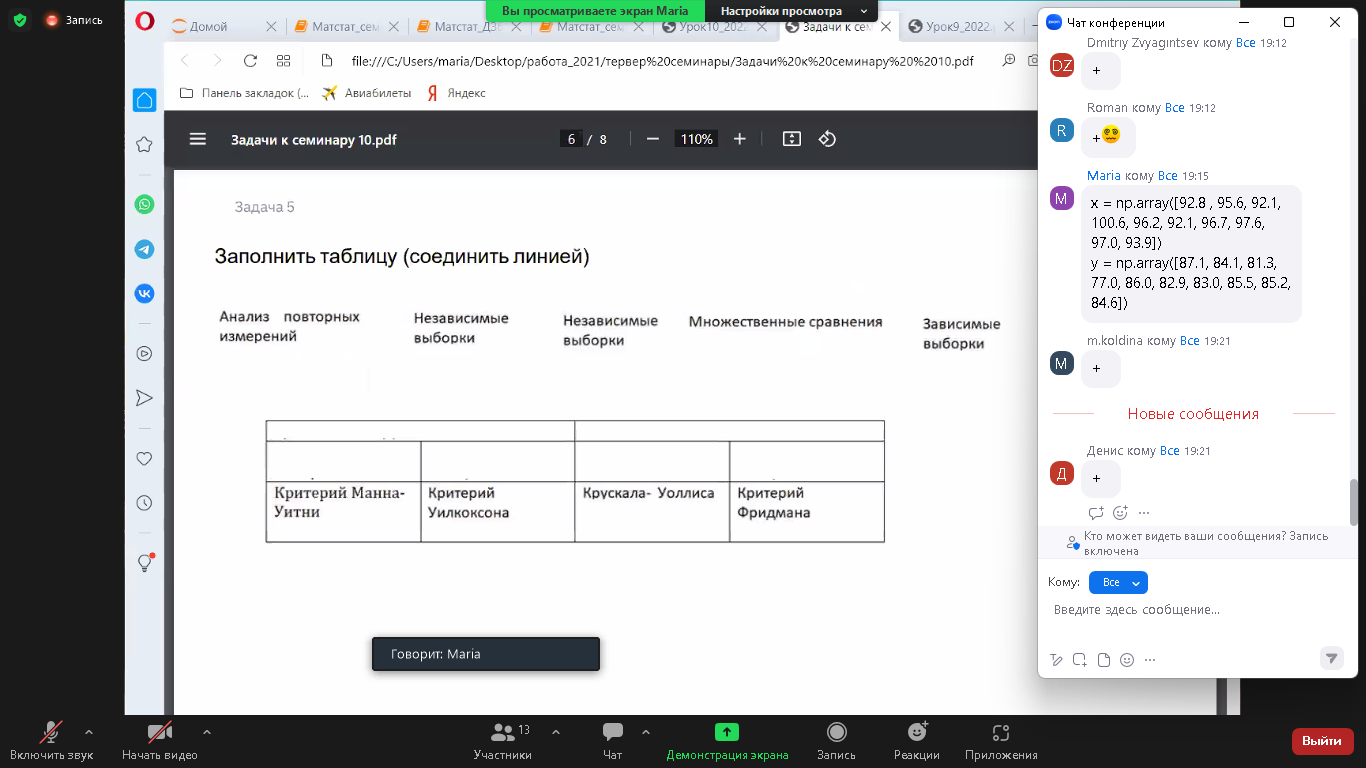 Запись
Вы просматриваете экран Maria
Настройки просмотра
Домой
Матстат_сем
Матстат_ДЗ
Матстат_сем
Урок10_202
Задачи к сем
Урок9_2022.
file:///C:/Users/maria/Desktop/работа_2021/тервер%20семинары/Задачи%20к%20семинару%20%2010.pdf
Панель закладок (...
Авиабилеты
Яндекс
Задачи к семинару 10.pdf
6 / 8
110%
Задача 5
Заполнить таблицу (соединить линией)
Анализ повторных
измерений
Независимые
выборки
Независимые
выборки
Множественные сравнения
Зависимые
выборки
Критерий Манна-
Уитни
Критерий
Уилкоксона
Крускала- Уоллиса
Критерий
Фридмана
Говорит: Maria
Чат конференции
Dmitriy Zvyagintsev кому Все 19:12
DZ
+
Roman кому Все 19:12
R
+
Maria кому Все 19:15
M
x = np.array([92.8 , 95.6, 92.1,
100.6, 96.2, 92.1, 96.7, 97.6,
97.0, 93.9])
y = np.array([87.1, 84.1, 81.3,
77.0, 86.0, 82.9, 83.0, 85.5, 85.2,
84.6])
m.koldina кому Все 19:21
M
+
Новые сообщения
Денис кому Все 19:21
Д
+
Кто может видеть ваши сообщения? Запись
включена
Кому: Все
Введите здесь сообщение...
Включить звук
Начать видео
13
Участники
Чат
Демонстрация экрана
Запись
Реакции
Приложения
Выйти